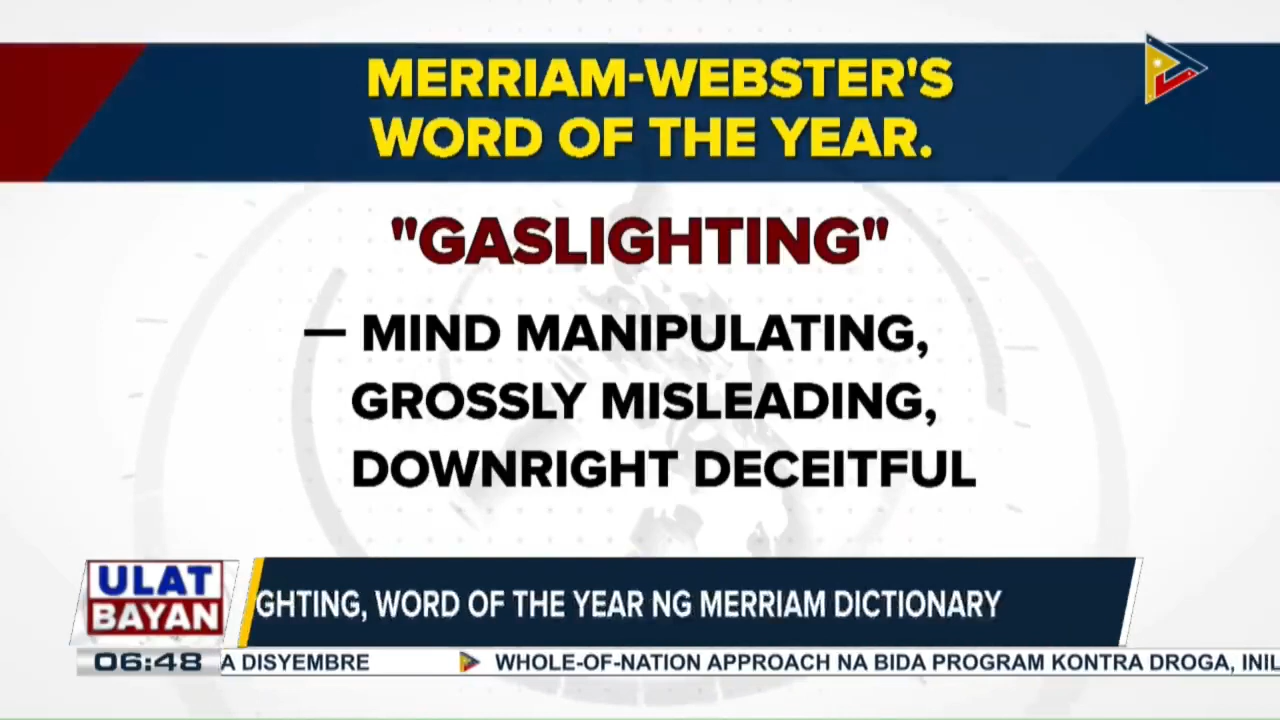 MERRIAM-WEBSTER'S
WORD OF THE YEAR.
"GASLIGHTING"
— MIND MANIPULATING,
GROSSLY MISLEADING,
DOWNRIGHT DECEITFUL
ULAT
BAYAN
GHTING, WORD OF THE YEAR NG MERRIAM DICTIONARY
06:48
A DISYEMBRE
WHOLE-OF-NATION APPROACH NA BIDA PROGRAM KONTRA DROGA, INIL